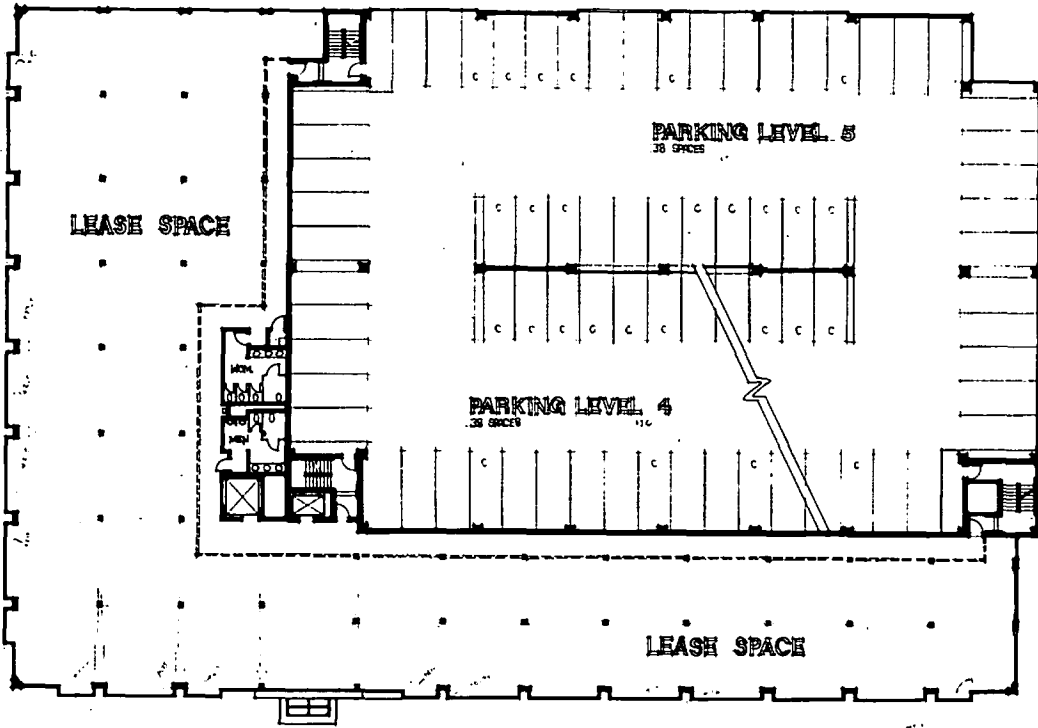 C C C C C C
PARKING LEVEL 5
38 SPACES
C C C C C C C C
LEASE SPACE
C C C C C C C C C
WOM.
PARKING LEVEL 4
38 SPACES
MEN
C C C C
LEASE SPACE